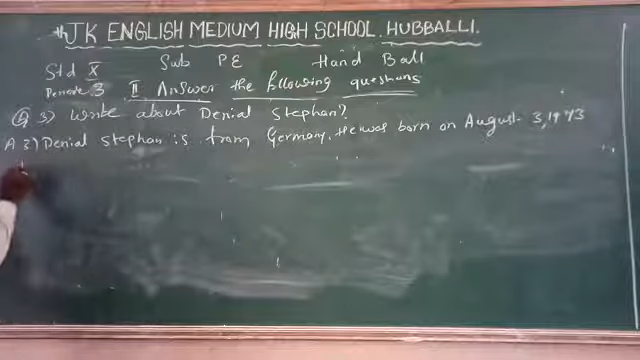 JK ENGLISH MEDIUM HIGH SCHOOL. HUBBALLI.
Std X Sub PE Hand Ball
Periode 3 II Answer the following questions
Q 3) Write about Denial Stephan?
A 3) Denial Stephan is from Germany. He was born on August 3, 1973